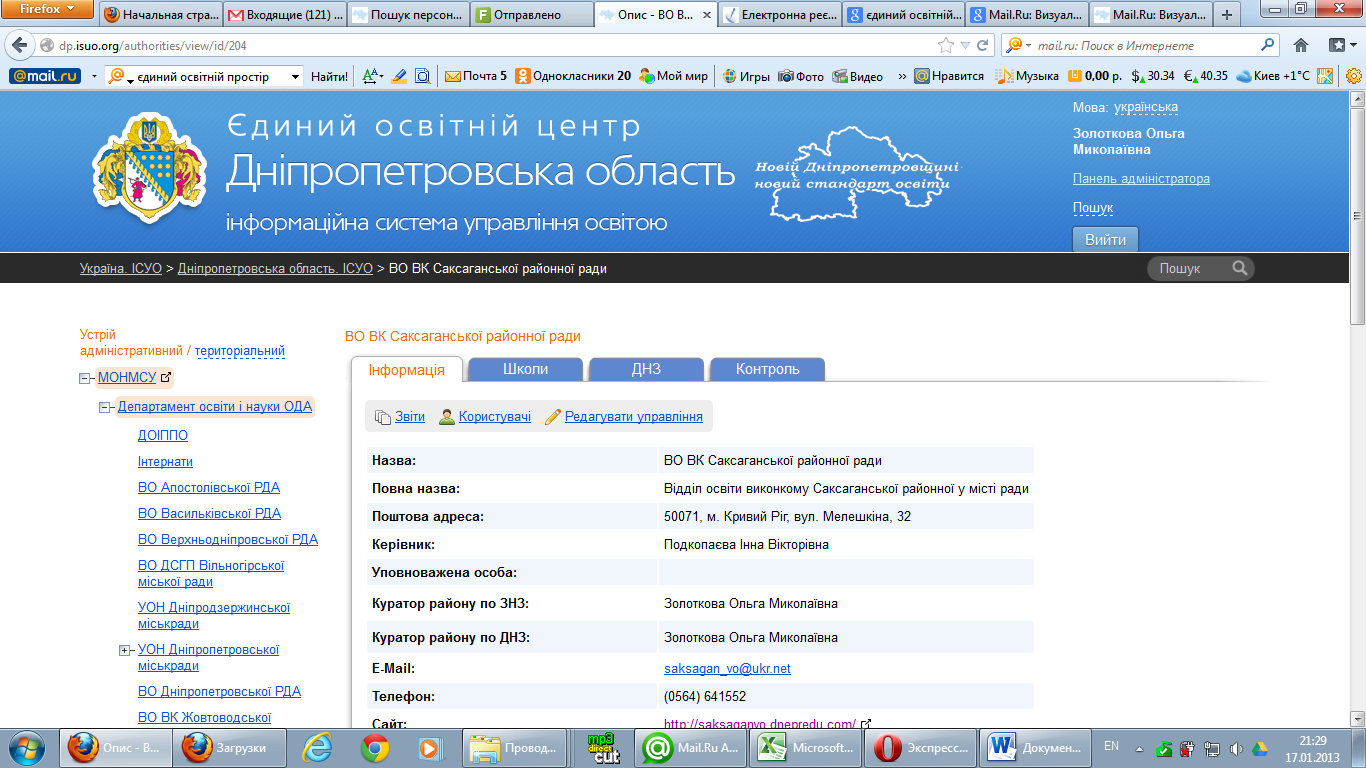 Firefox
Начальная стра...
Входящие (121) ...
Пошук персон...
Отправлено
Опис - ВО В...
Електронна реє...
єдиний освітній...
Mail.Ru: Визуал...
Mail.Ru: Визуал...
dp.isuo.org/authorities/view/id/204
mail.ru: Поиск в Интернете
@mail.ru
єдиний освітній простір
Найти!
Почта 5
Однокласники 20
Мой мир
Игры
Фото
Видео
»
Нравится
Музыка
0,00 р.
$ 30.34
€ 40.35
Киев +1°C
Єдиний освітній центр
Дніпропетровська область
інформаційна система управління освітою
Новій Дніпропетровщині
новий стандарт освіти
Мова: українська
Золоткова Ольга
Миколаївна
Панель адміністратора
Пошук
Вийти
Україна. ІСУО > Дніпропетровська область. ІСУО > ВО ВК Саксаганської районної ради
Пошук
Устрій
адміністративний / територіальний
МОНМСУ
Департамент освіти і науки ОДА
ДОІППО
Інтернати
ВО Апостолівської РДА
ВО Васильківської РДА
ВО Верхньодніпровської РДА
ВО ДСГП Вільногірської
міської ради
УОН Дніпродзержинської
міськради
УОН Дніпропетровської
міськради
ВО Дніпропетровської РДА
ВО ВК Жовтоводської
ВО ВК Саксаганської районної ради
Інформація
Школи
ДНЗ
Контроль
Звіти
Користувачі
Редагувати управління
Назва: ВО ВК Саксаганської районної ради
Повна назва: Відділ освіти виконкому Саксаганської районної у місті ради
Поштова адреса: 50071, м. Кривий Ріг, вул. Мелешкіна, 32
Керівник: Подкопаєва Інна Вікторівна
Уповноважена особа:
Куратор району по ЗНЗ: Золоткова Ольга Миколаївна
Куратор району по ДНЗ: Золоткова Ольга Миколаївна
E-Mail: saksagan_vo@ukr.net
Телефон: (0564) 641552
Сайт: http://saksaganvo.dnepredu.com/
Опис - В...
Загрузки
Провод...
mp3
direct
cut
Mail.Ru А...
Microsoft...
Экспресс...
Докумен...
EN
21:29
17.01.2013